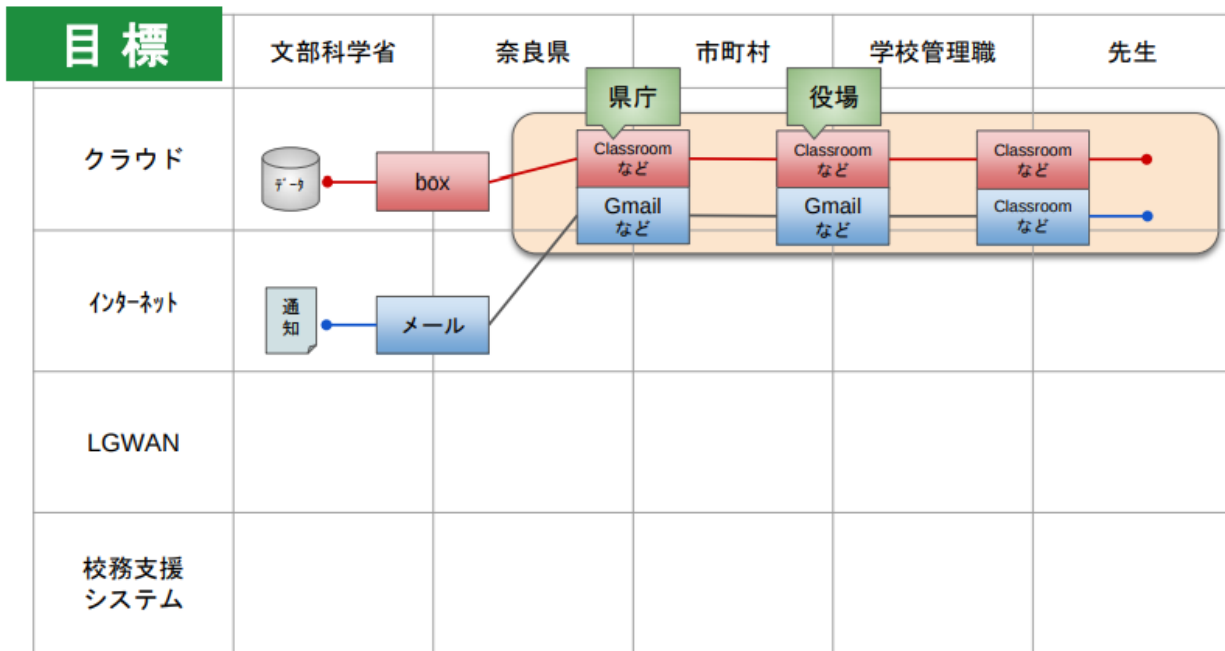 目標
文部科学省
奈良県
市町村
学校管理職
先生
県庁
役場
クラウド
データ
box
Classroom
など
Classroom
など
Classroom
など
Gmail
など
Gmail
など
Classroom
など
インターネット
通
知
メール
LGWAN
校務支援
システム